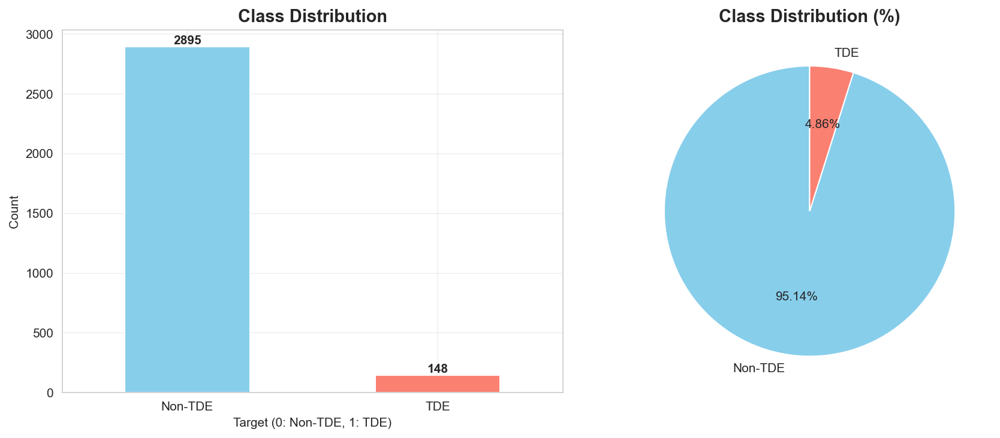 Class Distribution
3000
2500
2000
1500
1000
500
0
Count
2895
148
Non-TDE
TDE
Target (0: Non-TDE, 1: TDE)
Class Distribution (%)
TDE
4.86%
95.14%
Non-TDE